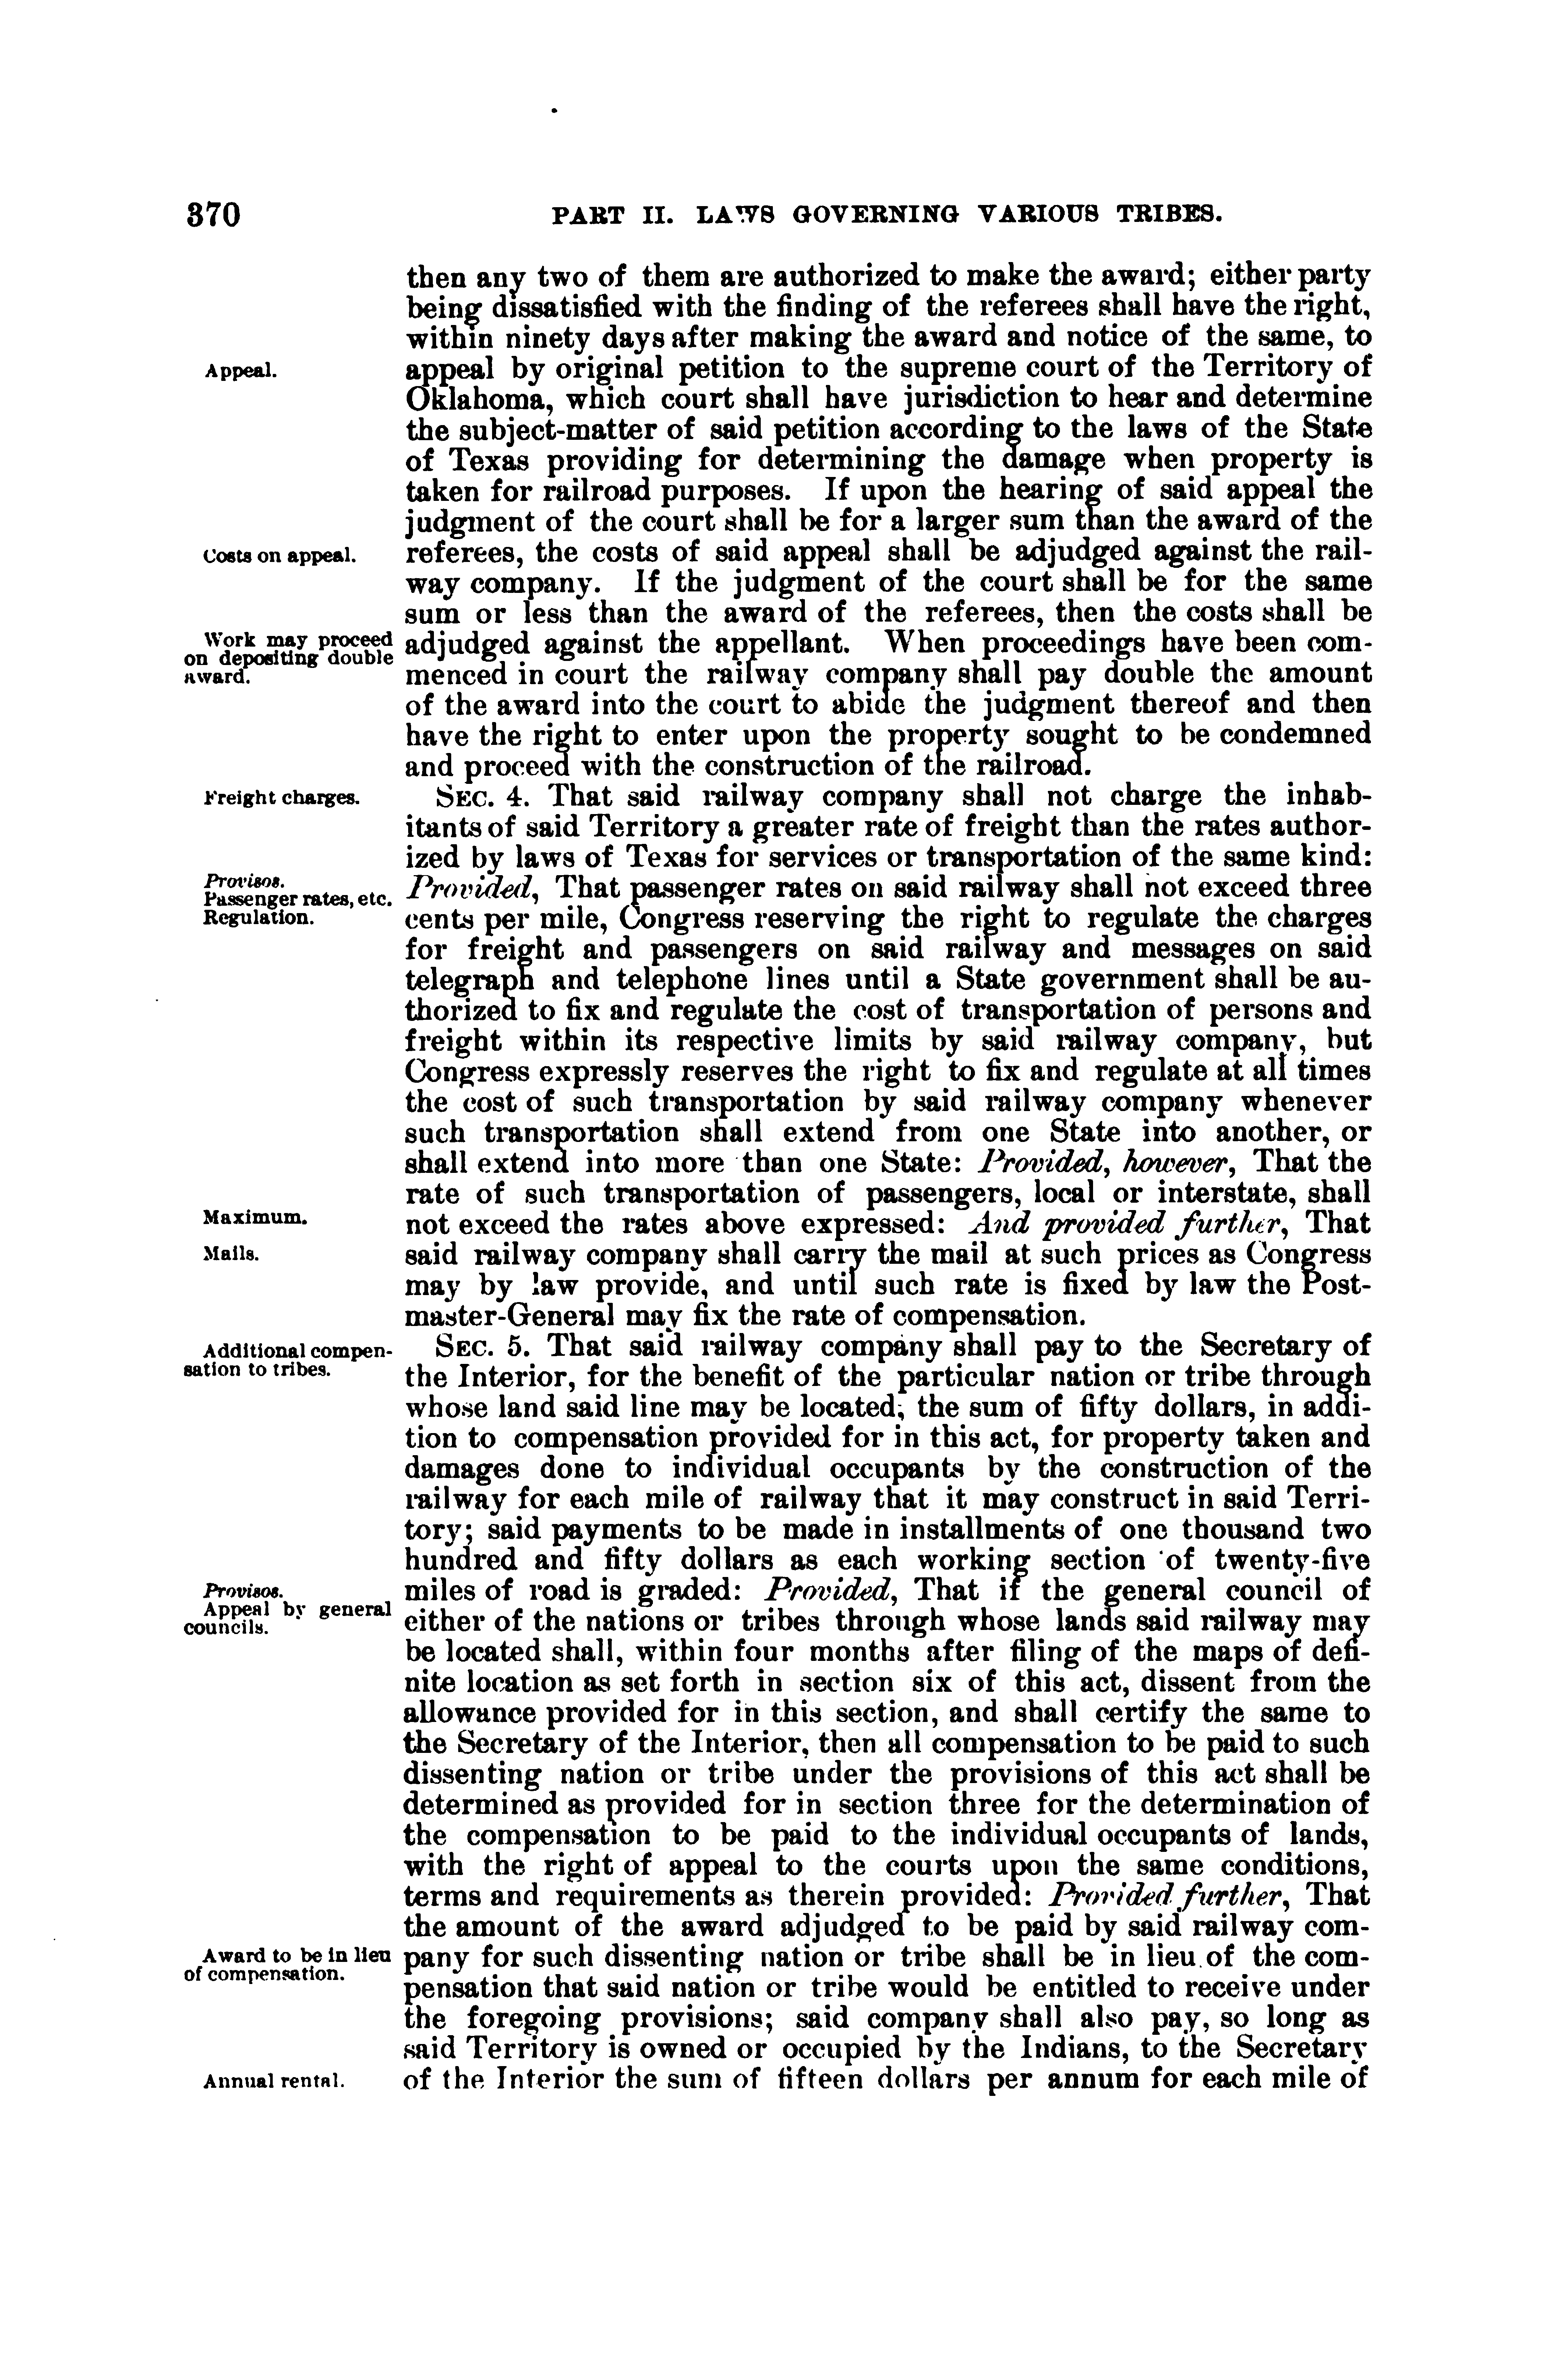 370
PART II. LAWS GOVERNING VARIOUS TRIBES.
then any two of them are authorized to make the award; either party
being dissatisfied with the finding of the referees shall have the right,
within ninety days after making the award and notice of the same, to
Appeal.
appeal by original petition to the supreme court of the Territory of
Oklahoma, which court shall have jurisdiction to hear and determine
the subject-matter of said petition according to the laws of the State
of Texas providing for determining the damage when property is
taken for railroad purposes. If upon the hearing of said appeal the
judgment of the court shall be for a larger sum than the award of the
Costs on appeal.
referees, the costs of said appeal shall be adjudged against the rail-
way company. If the judgment of the court shall be for the same
sum or less than the award of the referees, then the costs shall be
Work may proceed
on depositing double
award.
adjudged against the appellant. When proceedings have been com-
menced in court the railway company shall pay double the amount
of the award into the court to abide the judgment thereof and then
have the right to enter upon the property sought to be condemned
and proceed with the construction of the railroad.
Freight charges.
SEC. 4. That said railway company shall not charge the inhab-
itants of said Territory a greater rate of freight than the rates author-
ized by laws of Texas for services or transportation of the same kind:
Provisos.
Passenger rates, etc.
Regulation.
Provided, That passenger rates on said railway shall not exceed three
cents per mile, Congress reserving the right to regulate the charges
for freight and passengers on said railway and messages on said
telegraph and telephone lines until a State government shall be au-
thorized to fix and regulate the cost of transportation of persons and
freight within its respective limits by said railway company, but
Congress expressly reserves the right to fix and regulate at all times
the cost of such transportation by said railway company whenever
such transportation shall extend from one State into another, or
shall extend into more than one State: Provided, however, That the
rate of such transportation of passengers, local or interstate, shall
Maximum.
not exceed the rates above expressed: And provided further, That
Mails.
said railway company shall carry the mail at such prices as Congress
may by law provide, and until such rate is fixed by law the Post-
master-General may fix the rate of compensation.
Additional compen-
sation to tribes.
SEC. 5. That said railway company shall pay to the Secretary of
the Interior, for the benefit of the particular nation or tribe through
whose land said line may be located, the sum of fifty dollars, in addi-
tion to compensation provided for in this act, for property taken and
damages done to individual occupants by the construction of the
railway for each mile of railway that it may construct in said Terri-
tory; said payments to be made in installments of one thousand two
hundred and fifty dollars as each working section of twenty-five
Provisos.
Appeal by general
councils.
miles of road is graded: Provided, That if the general council of
either of the nations or tribes through whose lands said railway may
be located shall, within four months after filing of the maps of defi-
nite location as set forth in section six of this act, dissent from the
allowance provided for in this section, and shall certify the same to
the Secretary of the Interior, then all compensation to be paid to such
dissenting nation or tribe under the provisions of this act shall be
determined as provided for in section three for the determination of
the compensation to be paid to the individual occupants of lands,
with the right of appeal to the courts upon the same conditions,
terms and requirements as therein provided: Provided further, That
the amount of the award adjudged to be paid by said railway com-
Award to be in lieu
of compensation.
pany for such dissenting nation or tribe shall be in lieu of the com-
pensation that said nation or tribe would be entitled to receive under
the foregoing provisions; said company shall also pay, so long as
said Territory is owned or occupied by the Indians, to the Secretary
Annual rental.
of the Interior the sum of fifteen dollars per annum for each mile of